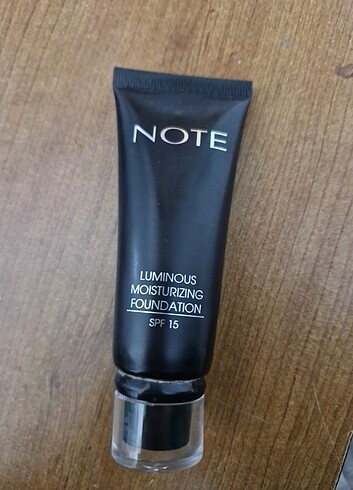 NOTE
LUMINOUS
MOISTURIZING
FOUNDATION
SPF 15